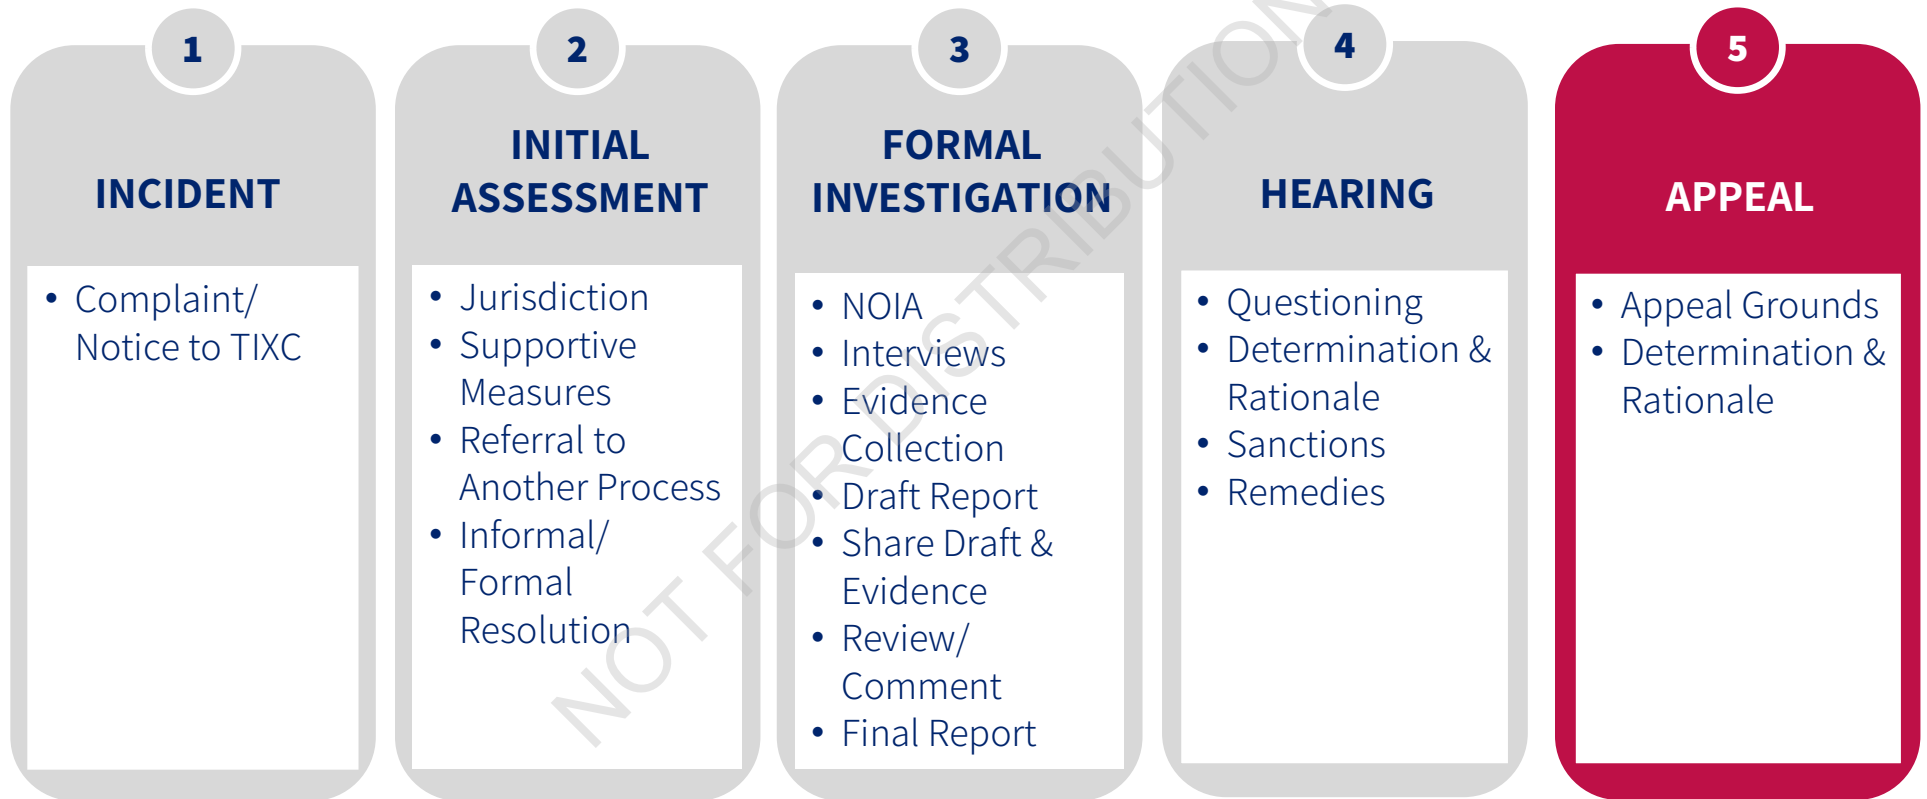 1
INCIDENT
• Complaint/
Notice to TIXC
2
INITIAL
ASSESSMENT
• Jurisdiction
• Supportive
Measures
• Referral to
Another Process
• Informal/
Formal
Resolution
3
FORMAL
INVESTIGATION
• NOIA
• Interviews
• Evidence
Collection
• Draft Report
• Share Draft &
Evidence
• Review/
Comment
• Final Report
4
HEARING
• Questioning
• Determination &
Rationale
• Sanctions
• Remedies
5
APPEAL
• Appeal Grounds
• Determination &
Rationale
NOT FOR DISTRIBUTION